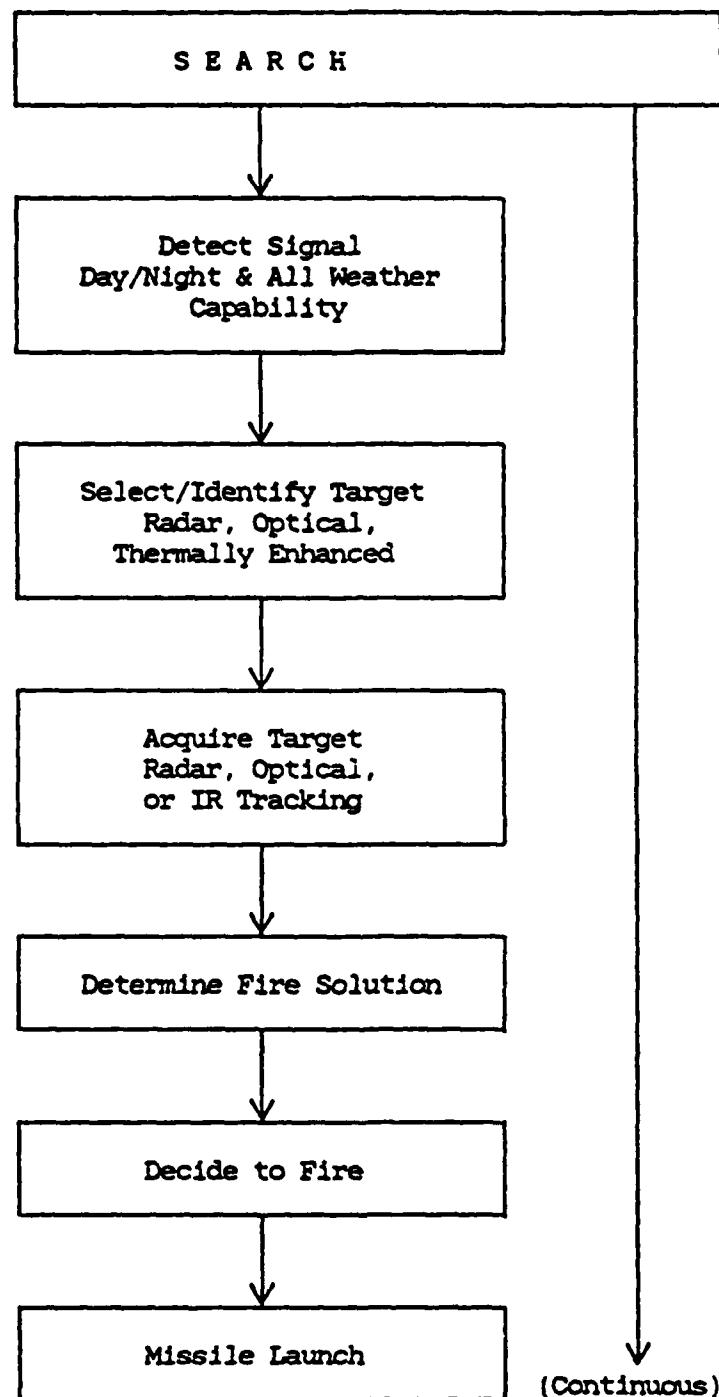 S E A R C H
Detect Signal
Day/Night & All Weather
Capability
Select/Identify Target
Radar, Optical,
Thermally Enhanced
Acquire Target
Radar, Optical,
or IR Tracking
Determine Fire Solution
Decide to Fire
Missile Launch
(Continuous)